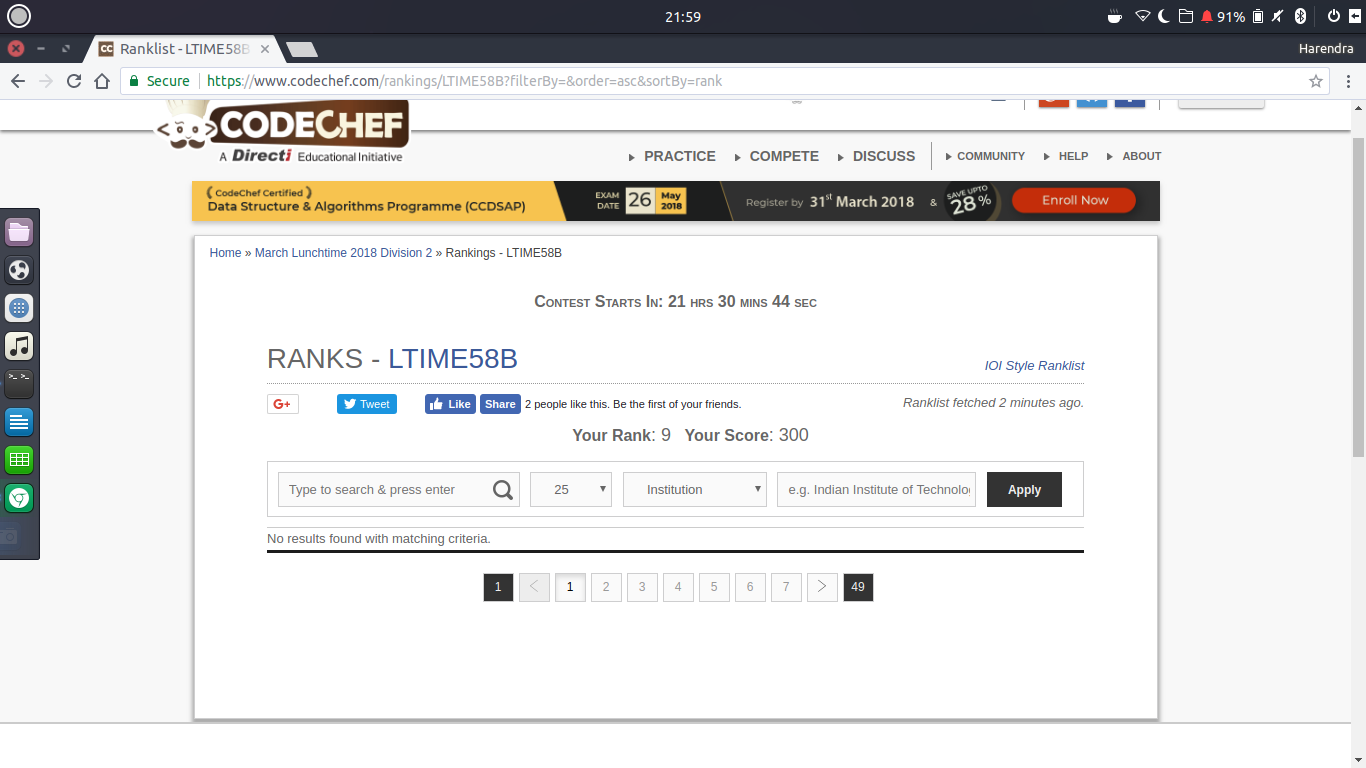 21:59
91%
CC Ranklist - LTIME58B
Harendra
Secure https://www.codechef.com/rankings/LTIME58B?filterBy=&order=asc&sortBy=rank
CODECHEF
A Directi Educational Initiative
PRACTICE COMPETE DISCUSS COMMUNITY HELP ABOUT
CodeChef Certified
Data Structure & Algorithms Programme (CCDSAP)
EXAM DATE 26 May 2018
Register by 31st March 2018 & SAVE UPTO 28% Enroll Now
Home » March Lunchtime 2018 Division 2 » Rankings - LTIME58B
Contest Starts In: 21 hrs 30 mins 44 sec
RANKS - LTIME58B
IOI Style Ranklist
G+ Tweet Like Share 2 people like this. Be the first of your friends.
Ranklist fetched 2 minutes ago.
Your Rank: 9 Your Score: 300
Type to search & press enter 25 Institution e.g. Indian Institute of Technolog Apply
No results found with matching criteria.
1 < 1 2 3 4 5 6 7 > 49